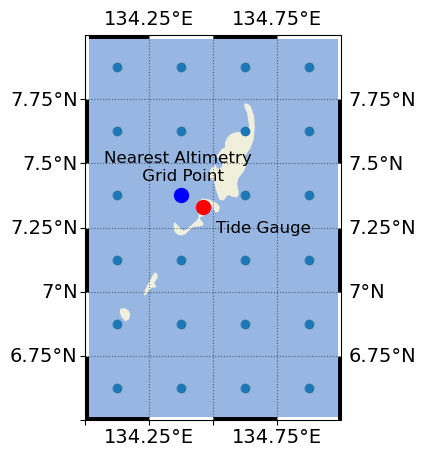 134.25°E 134.75°E
7.75°N 7.75°N
7.5°N 7.5°N
Nearest Altimetry
Grid Point
7.25°N 7.25°N
Tide Gauge
7°N 7°N
6.75°N 6.75°N
134.25°E 134.75°E